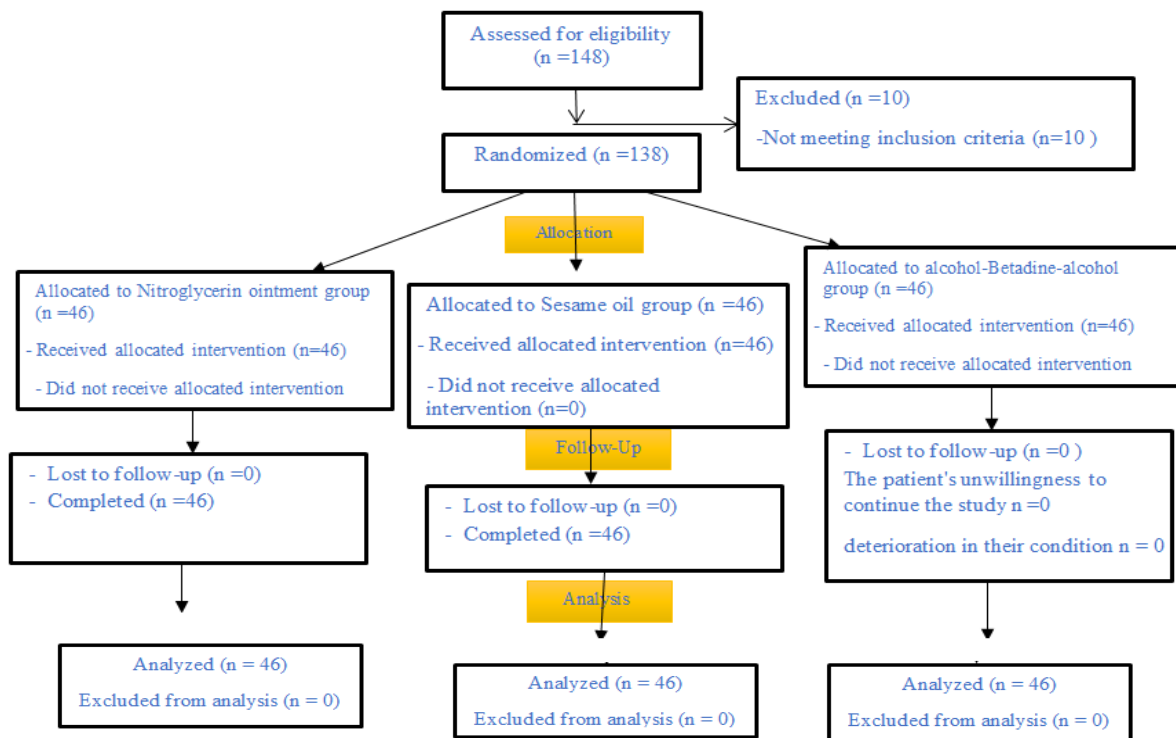 Assessed for eligibility
(n =148)
Excluded (n =10)
-Not meeting inclusion criteria (n=10 )
Randomized (n =138)
Allocation
Allocated to Nitroglycerin ointment group
(n =46)
- Received allocated intervention (n=46)
- Did not receive allocated intervention
Allocated to Sesame oil group (n =46)
- Received allocated intervention (n=46)
- Did not receive allocated
intervention (n=0)
Allocated to alcohol-Betadine-alcohol
group (n =46)
- Received allocated intervention (n=46)
- Did not receive allocated intervention
Follow-Up
- Lost to follow-up (n =0)
- Completed (n =46)
- Lost to follow-up (n =0)
- Completed (n =46)
- Lost to follow-up (n =0 )
The patient's unwillingness to
continue the study n =0
deterioration in their condition n = 0
Analysis
Analyzed (n = 46)
Excluded from analysis (n = 0)
Analyzed (n = 46)
Excluded from analysis (n = 0)
Analyzed (n = 46)
Excluded from analysis (n = 0)